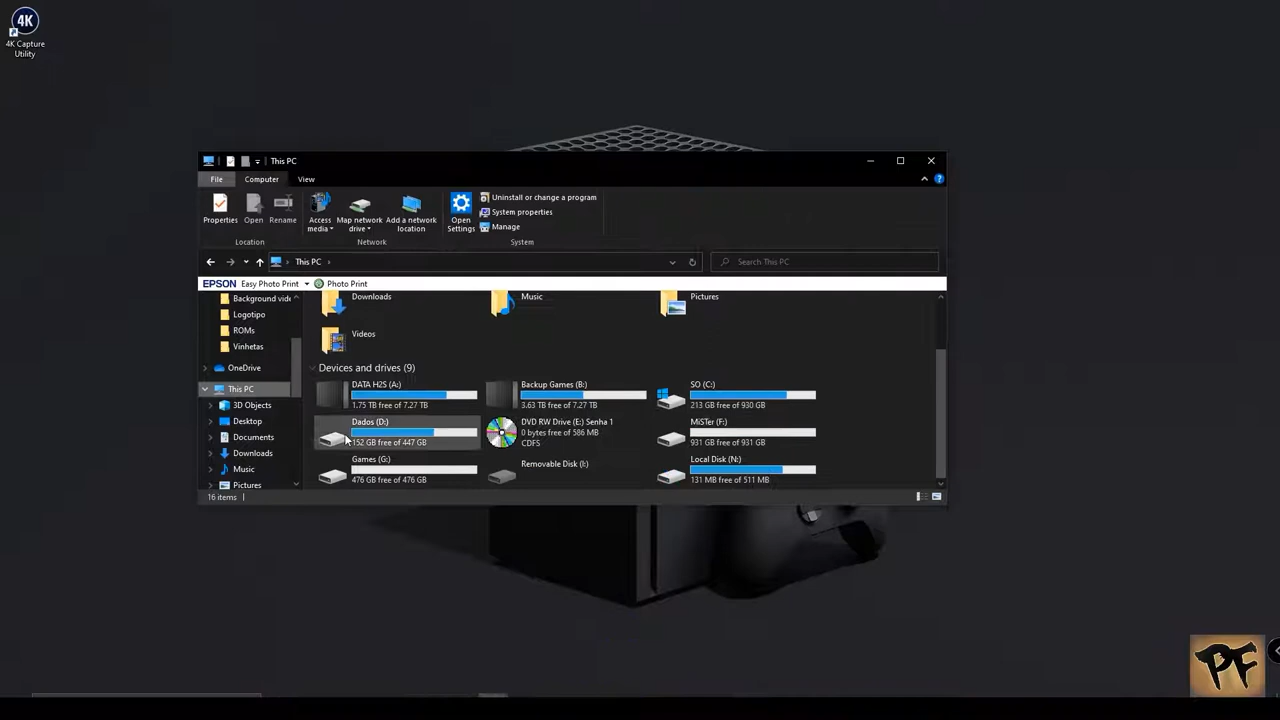 4K
4K Capture
Utility
This PC
File
Computer
View
Properties
Open
Rename
Access
media
Map network
drive
Add a network
location
Open
Settings
Uninstall or change a program
System properties
Manage
Location
Network
System
This PC
Search This PC
EPSON Easy Photo Print Photo Print
Background vide
Logotipo
ROMs
Vinhetas
OneDrive
This PC
3D Objects
Desktop
Documents
Downloads
Music
Pictures
Downloads
Music
Pictures
Videos
Devices and drives (9)
DATA H2S (A:)
1.75 TB free of 7.27 TB
Backup Games (B:)
3.63 TB free of 7.27 TB
SO (C:)
213 GB free of 930 GB
Dados (D:)
152 GB free of 447 GB
DVD RW Drive (E:) Senha 1
0 bytes free of 586 MB
CDFS
MiSTer (F:)
931 GB free of 931 GB
Games (G:)
476 GB free of 476 GB
Removable Disk (I:)
Local Disk (N:)
131 MB free of 511 MB
16 items
PF